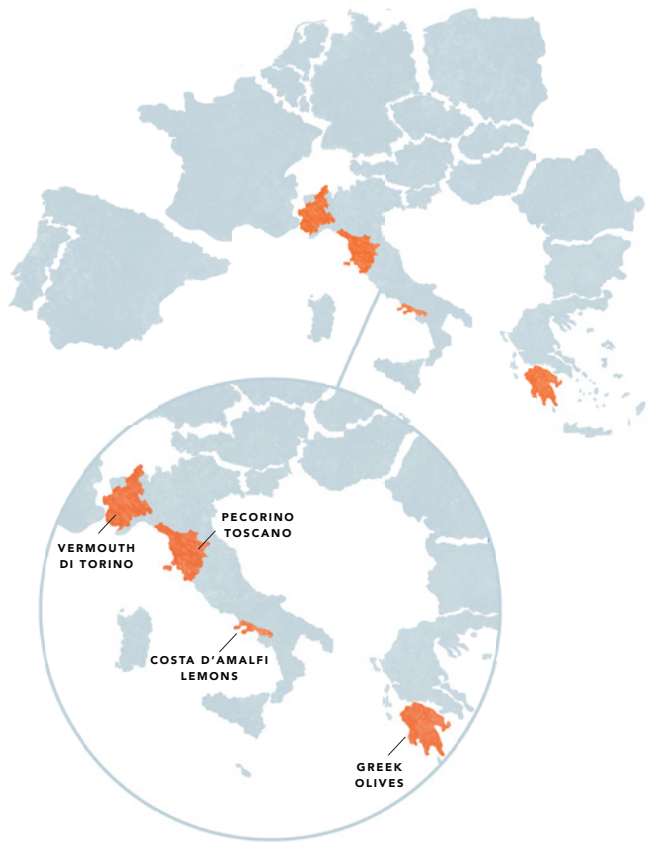 PECORINO
TOSCANO
VERMOUTH
DI TORINO
COSTA D'AMALFI
LEMONS
GREEK
OLIVES